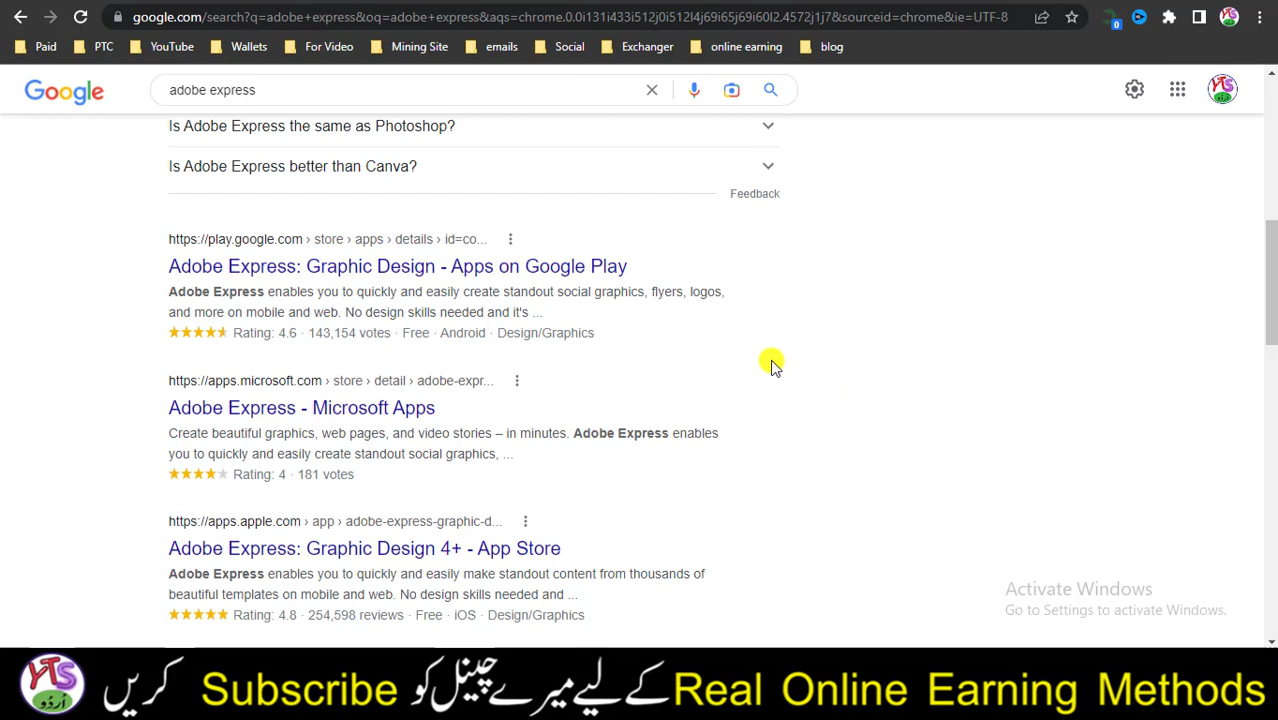 google.com/search?q=adobe+express&oq=adobe+express&aqs=chrome.0.0i131i433i512j0i512l4j69i65j69i60l2.4572j1j7&sourceid=chrome&ie=UTF-8
0
Paid PTC YouTube Wallets For Video Mining Site emails Social Exchanger online earning blog
Google adobe express
Is Adobe Express the same as Photoshop?
Is Adobe Express better than Canva?
Feedback
https://play.google.com › store › apps › details › id=co...
Adobe Express: Graphic Design - Apps on Google Play
Adobe Express enables you to quickly and easily create standout social graphics, flyers, logos,
and more on mobile and web. No design skills needed and it's ...
Rating: 4.6 · 143,154 votes · Free · Android · Design/Graphics
https://apps.microsoft.com › store › detail › adobe-expr...
Adobe Express - Microsoft Apps
Create beautiful graphics, web pages, and video stories – in minutes. Adobe Express enables
you to quickly and easily create standout social graphics, ...
Rating: 4 · 181 votes
https://apps.apple.com › app › adobe-express-graphic-d...
Adobe Express: Graphic Design 4+ - App Store
Adobe Express enables you to quickly and easily make standout content from thousands of
beautiful templates on mobile and web. No design skills needed and ...
Rating: 4.8 · 254,598 reviews · Free · iOS · Design/Graphics
Activate Windows
Go to Settings to activate Windows.
YTS اُردُو
Real Online Earning Methods کے لیے میرے چینل کو Subscribe کریں